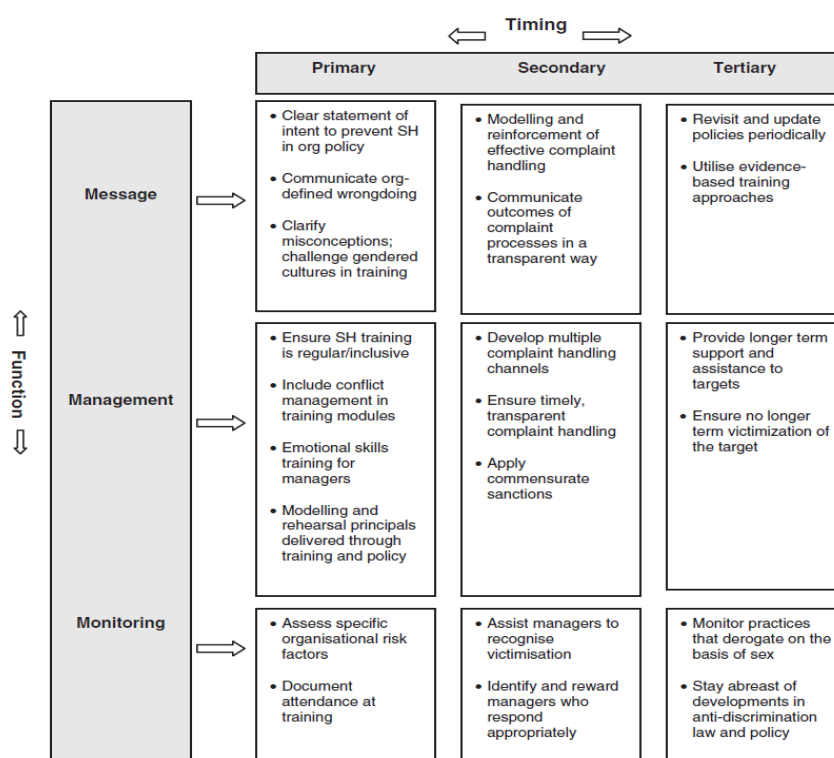 Timing
Primary
Secondary
Tertiary
Function
Message
• Clear statement of
intent to prevent SH
in org policy
• Communicate org-
defined wrongdoing
• Clarify
misconceptions;
challenge gendered
cultures in training
• Modelling and
reinforcement of
effective complaint
handling
• Communicate
outcomes of
complaint
processes in a
transparent way
• Revisit and update
policies periodically
• Utilise evidence-
based training
approaches
Management
• Ensure SH training
is regular/inclusive
• Include conflict
management in
training modules
• Emotional skills
training for
managers
• Modelling and
rehearsal principals
delivered through
training and policy
• Develop multiple
complaint handling
channels
• Ensure timely,
transparent
complaint handling
• Apply
commensurate
sanctions
• Provide longer term
support and
assistance to
targets
• Ensure no longer
term victimization of
the target
Monitoring
• Assess specific
organisational risk
factors
• Document
attendance at
training
• Assist managers to
recognise
victimisation
• Identify and reward
managers who
respond
appropriately
• Monitor practices
that derogate on the
basis of sex
• Stay abreast of
developments in
anti-discrimination
law and policy